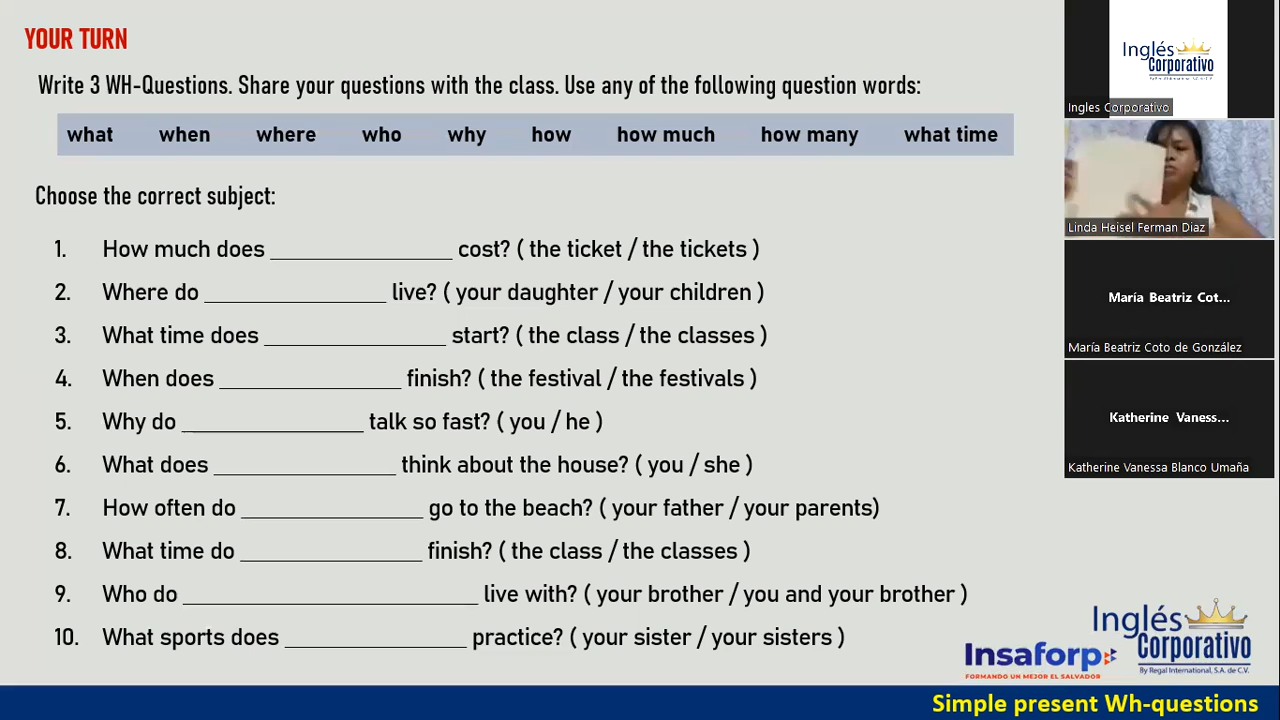 YOUR TURN
Write 3 WH-Questions. Share your questions with the class. Use any of the following question words:
what when where who why how how much how many what time
Choose the correct subject:
1. How much does ________________ cost? ( the ticket / the tickets )
2. Where do ________________ live? ( your daughter / your children )
3. What time does ________________ start? ( the class / the classes )
4. When does ________________ finish? ( the festival / the festivals )
5. Why do ________________ talk so fast? ( you / he )
6. What does ________________ think about the house? ( you / she )
7. How often do ________________ go to the beach? ( your father / your parents)
8. What time do ________________ finish? ( the class / the classes )
9. Who do __________________________ live with? ( your brother / you and your brother )
10. What sports does ________________ practice? ( your sister / your sisters )
Insaforp
FORMANDO UN MEJOR EL SALVADOR
Inglés
Corporativo
By Regal International, S.A. de C.V.
Simple present Wh-questions
Inglés
Corporativo
Ingles Corporativo
Linda Heisel Ferman Diaz
María Beatriz Cot...
María Beatriz Coto de González
Katherine Vaness...
Katherine Vanessa Blanco Umaña